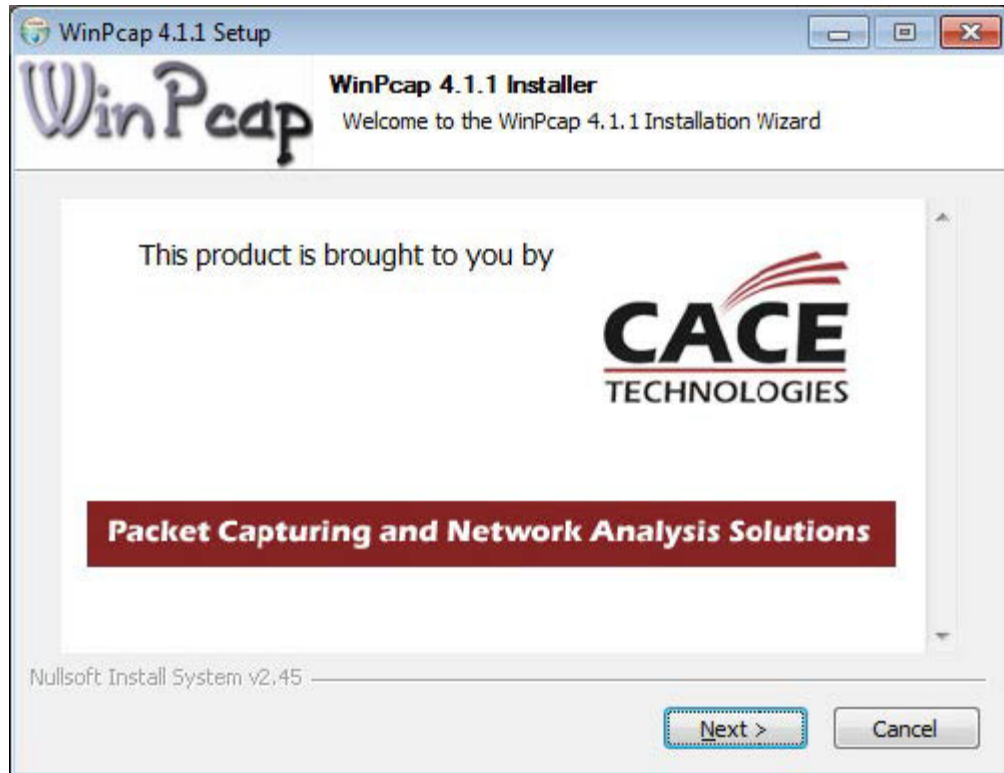 WinPcap 4.1.1 Setup
WinPcap
WinPcap 4.1.1 Installer
Welcome to the WinPcap 4.1.1 Installation Wizard
This product is brought to you by
CACE
TECHNOLOGIES
Packet Capturing and Network Analysis Solutions
Nullsoft Install System v2.45
Next >
Cancel